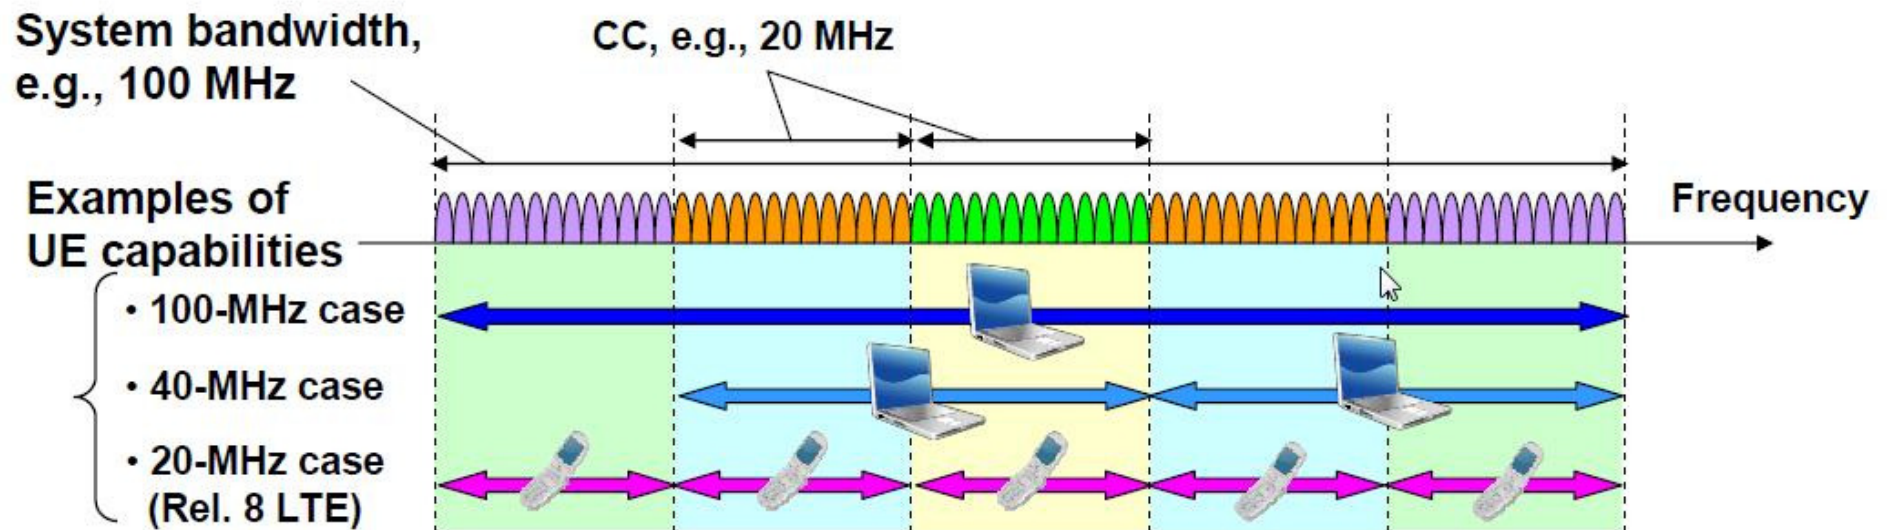 System bandwidth,
e.g., 100 MHz
CC, e.g., 20 MHz
Frequency
Examples of
UE capabilities
• 100-MHz case
• 40-MHz case
• 20-MHz case
(Rel. 8 LTE)